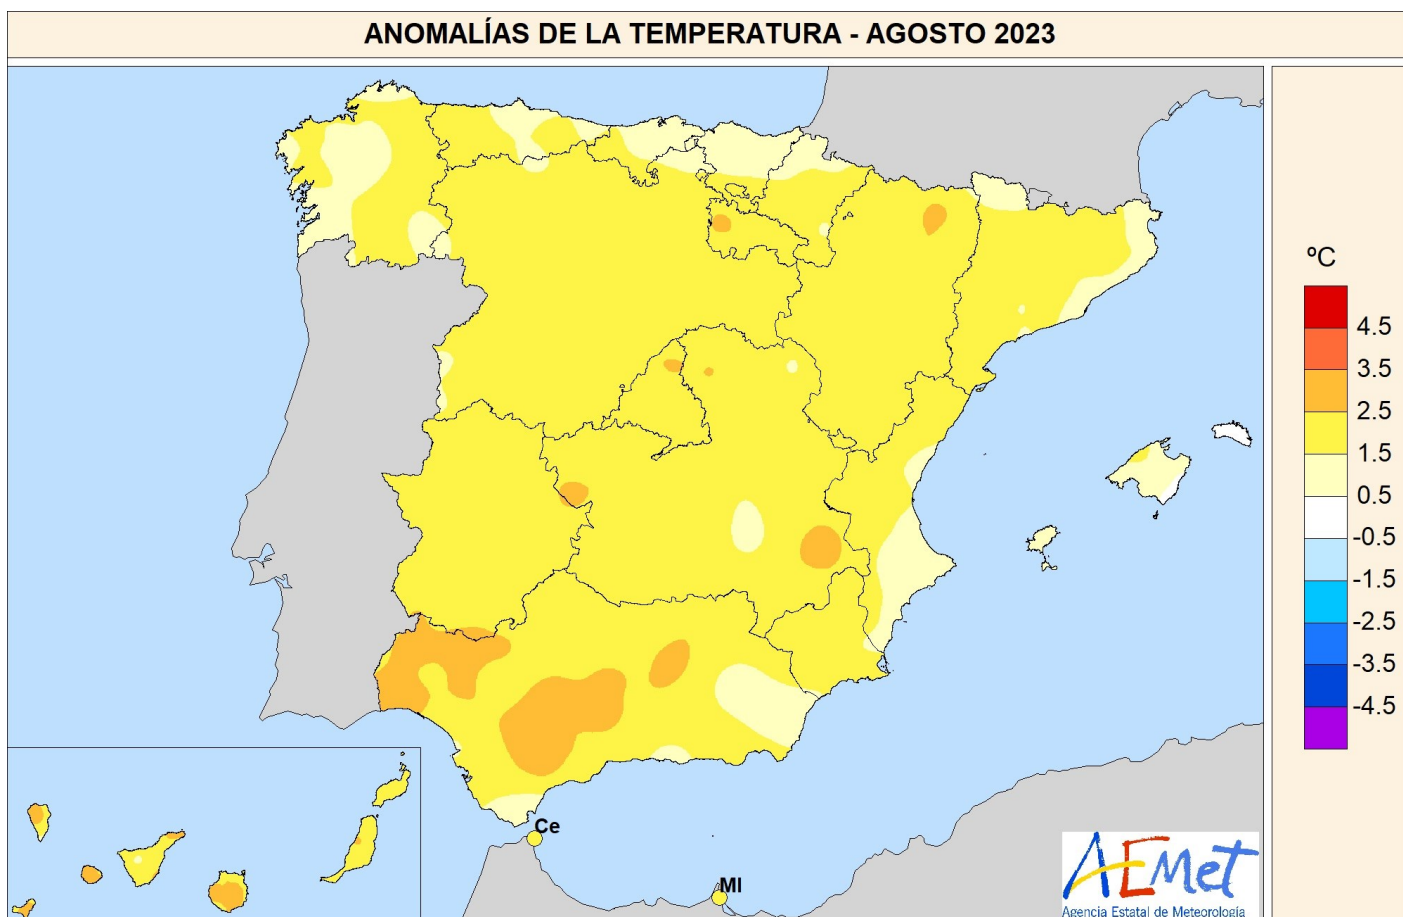 ANOMALÍAS DE LA TEMPERATURA - AGOSTO 2023
ºC
4.5
3.5
2.5
1.5
0.5
-0.5
-1.5
-2.5
-3.5
-4.5
Ce
Ml
AEMet
Agencia Estatal de Meteorología